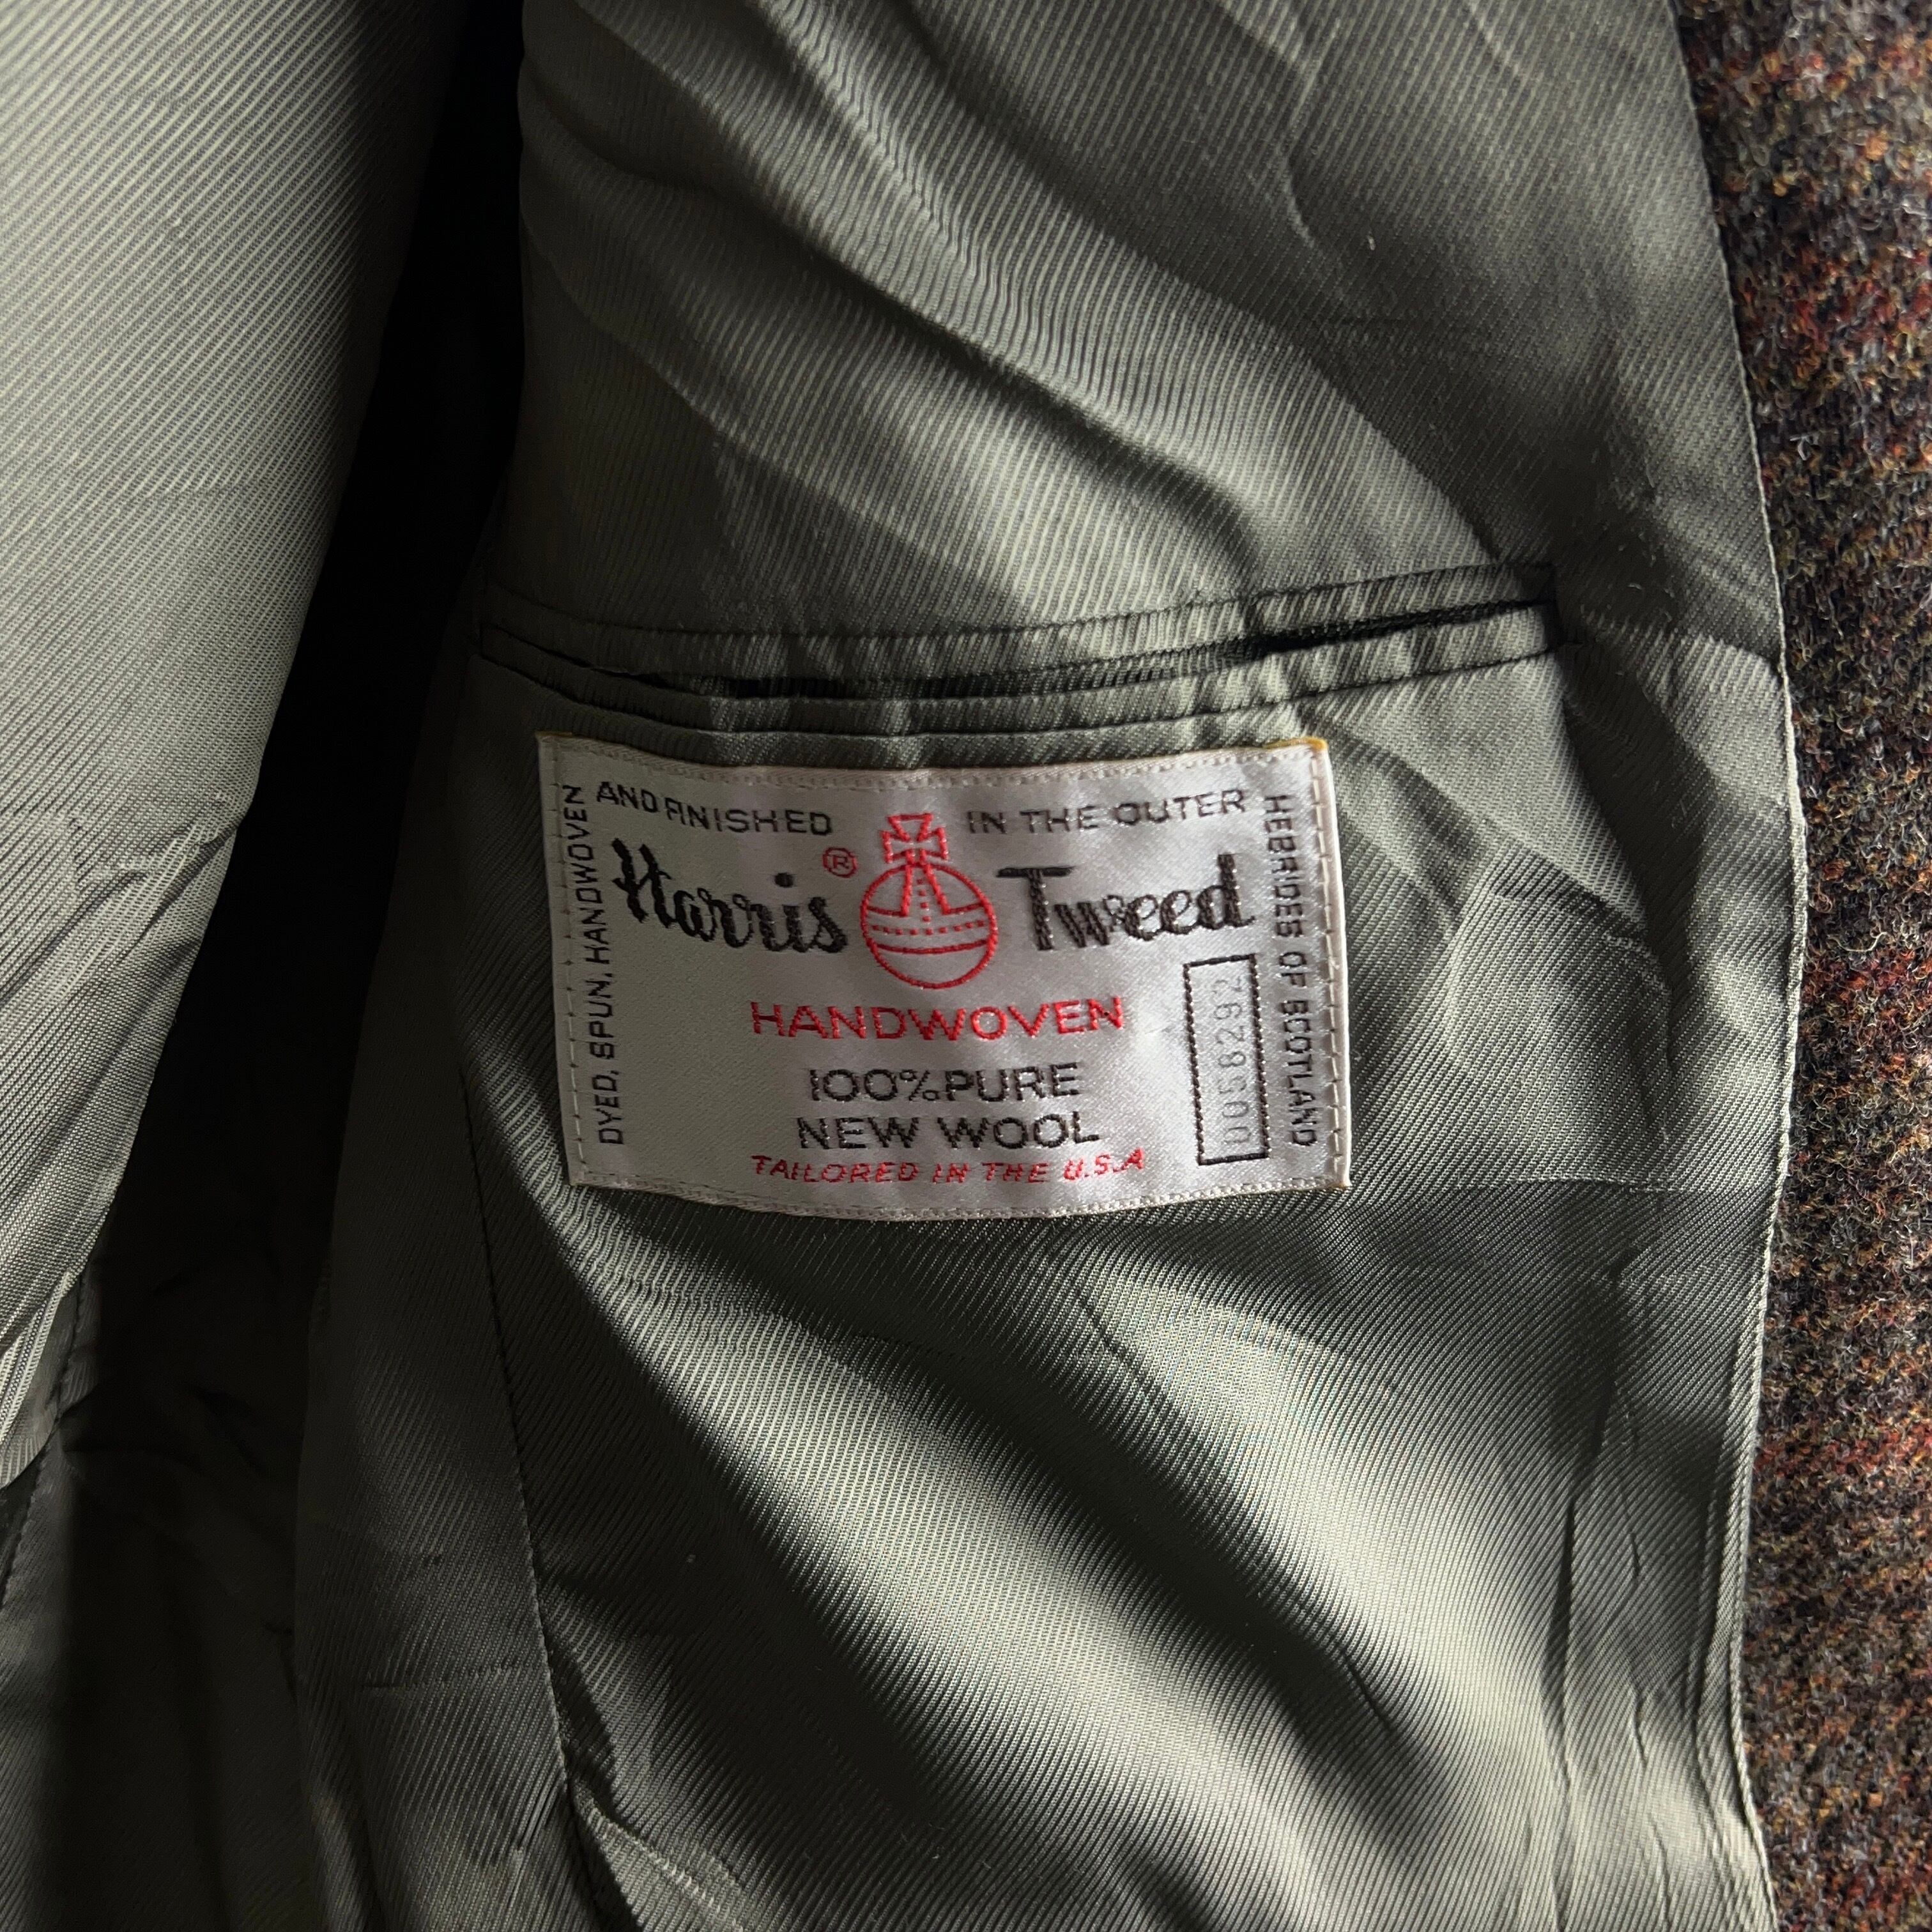 DYED, SPUN, HANDWOVEN
AND FINISHED
IN THE OUTER
HEBRIDES OF SCOTLAND
Harris ® Tweed
HANDWOVEN
100% PURE
NEW WOOL
TAILORED IN THE U.S.A
0058292